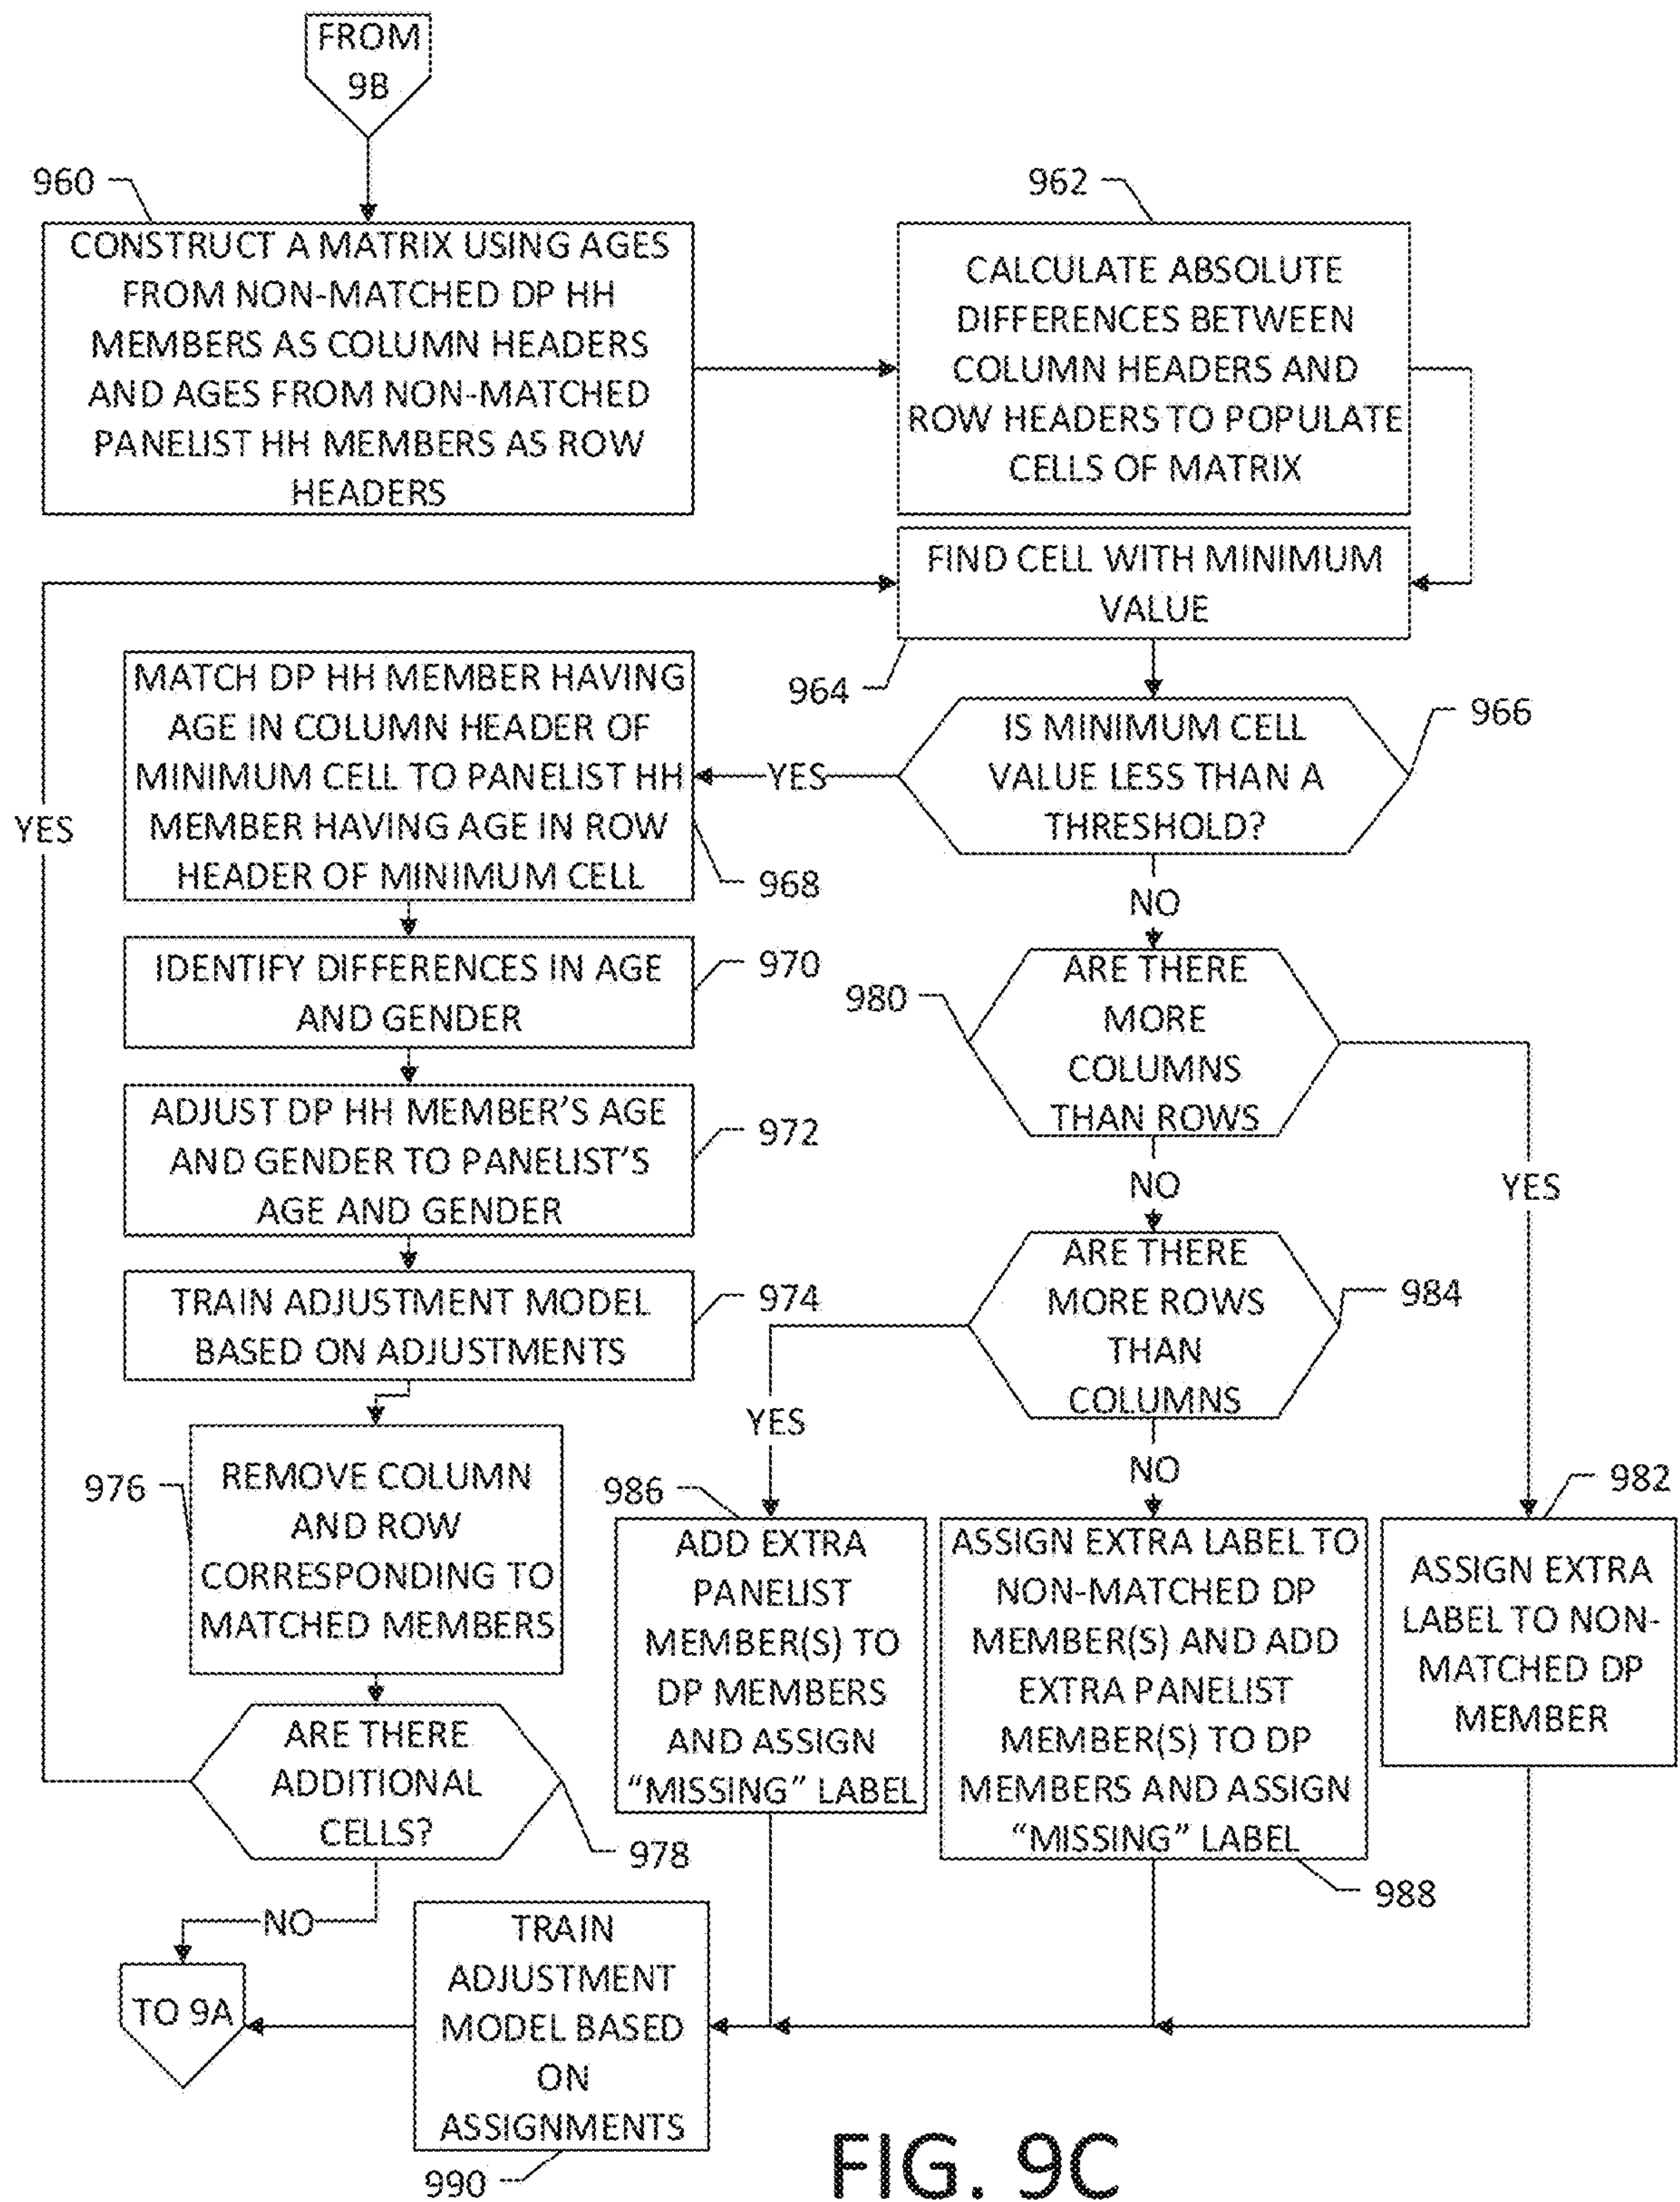 FROM
9B
960
CONSTRUCT A MATRIX USING AGES
FROM NON-MATCHED DP HH
MEMBERS AS COLUMN HEADERS
AND AGES FROM NON-MATCHED
PANELIST HH MEMBERS AS ROW
HEADERS
962
CALCULATE ABSOLUTE
DIFFERENCES BETWEEN
COLUMN HEADERS AND
ROW HEADERS TO POPULATE
CELLS OF MATRIX
FIND CELL WITH MINIMUM
VALUE
964
IS MINIMUM CELL
VALUE LESS THAN A
THRESHOLD?
966
YES
MATCH DP HH MEMBER HAVING
AGE IN COLUMN HEADER OF
MINIMUM CELL TO PANELIST HH
MEMBER HAVING AGE IN ROW
HEADER OF MINIMUM CELL
968
IDENTIFY DIFFERENCES IN AGE
AND GENDER
970
ADJUST DP HH MEMBER'S AGE
AND GENDER TO PANELIST'S
AGE AND GENDER
972
TRAIN ADJUSTMENT MODEL
BASED ON ADJUSTMENTS
974
976
REMOVE COLUMN
AND ROW
CORRESPONDING TO
MATCHED MEMBERS
ARE THERE
ADDITIONAL
CELLS?
978
YES
NO
TO 9A
NO
980
ARE THERE
MORE
COLUMNS
THAN ROWS
YES
NO
ARE THERE
MORE ROWS
THAN
COLUMNS
984
YES
NO
986
ADD EXTRA
PANELIST
MEMBER(S) TO
DP MEMBERS
AND ASSIGN
"MISSING" LABEL
ASSIGN EXTRA LABEL TO
NON-MATCHED DP
MEMBER(S) AND ADD
EXTRA PANELIST
MEMBER(S) TO DP
MEMBERS AND ASSIGN
"MISSING" LABEL
988
982
ASSIGN EXTRA
LABEL TO NON-
MATCHED DP
MEMBER
TRAIN
ADJUSTMENT
MODEL BASED
ON
ASSIGNMENTS
990
FIG. 9C